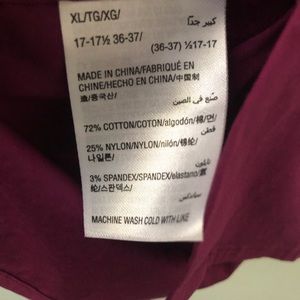 XL/TG/XG/
كبير جدًا
17-17½ 36-37/
(36-37) ½17-17
MADE IN CHINA/FABRIQUÉ EN
CHINE/HECHO EN CHINA/中国制
造/중국산/
صنع في الصين
72% COTTON/COTON/algodón/棉/면/
قطن
25% NYLON/NYLON/nilón/锦纶/
나일론/
نايلون
3% SPANDEX/SPANDEX/elastano/氨
纶/스판덱스/
سباندكس
MACHINE WASH COLD WITH LIKE